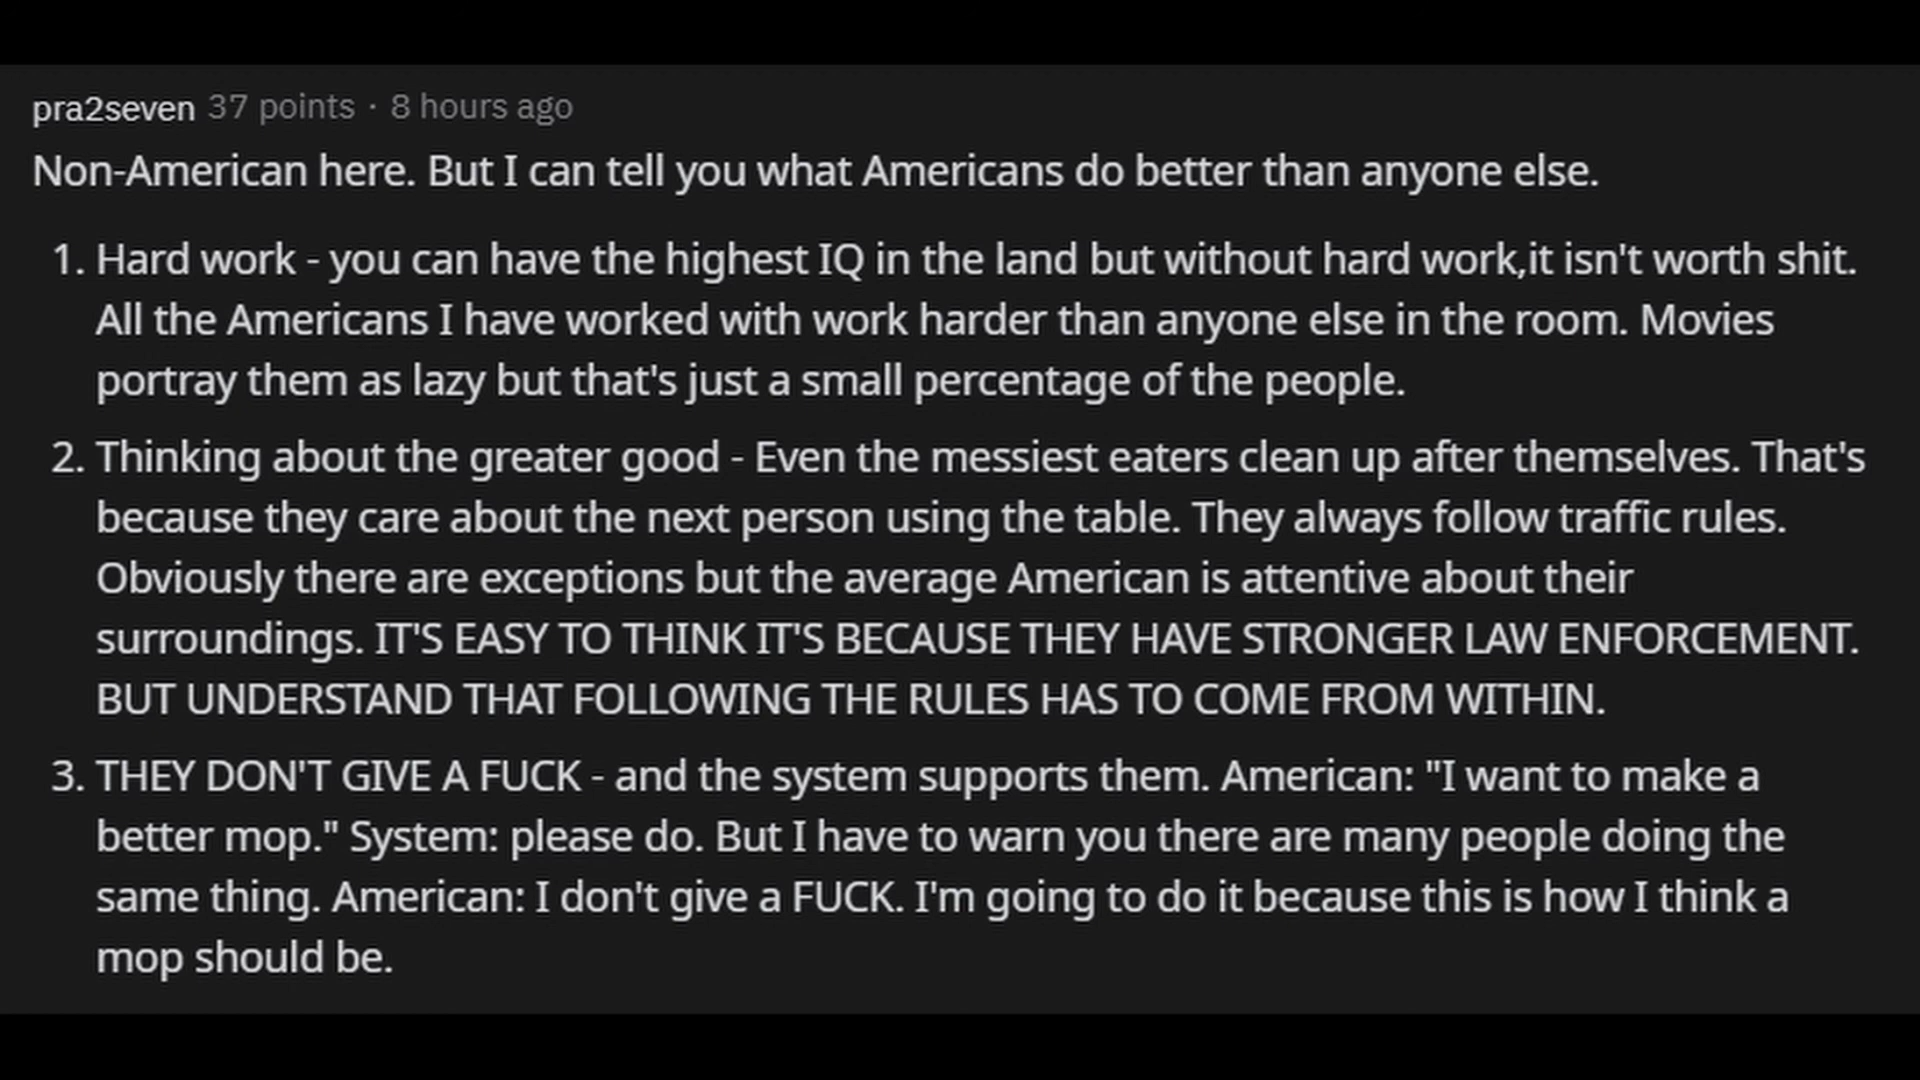 pra2seven 37 points · 8 hours ago
Non-American here. But I can tell you what Americans do better than anyone else.
1. Hard work - you can have the highest IQ in the land but without hard work,it isn't worth shit.
All the Americans I have worked with work harder than anyone else in the room. Movies
portray them as lazy but that's just a small percentage of the people.
2. Thinking about the greater good - Even the messiest eaters clean up after themselves. That's
because they care about the next person using the table. They always follow traffic rules.
Obviously there are exceptions but the average American is attentive about their
surroundings. IT'S EASY TO THINK IT'S BECAUSE THEY HAVE STRONGER LAW ENFORCEMENT.
BUT UNDERSTAND THAT FOLLOWING THE RULES HAS TO COME FROM WITHIN.
3. THEY DON'T GIVE A FUCK - and the system supports them. American: "I want to make a
better mop." System: please do. But I have to warn you there are many people doing the
same thing. American: I don't give a FUCK. I'm going to do it because this is how I think a
mop should be.